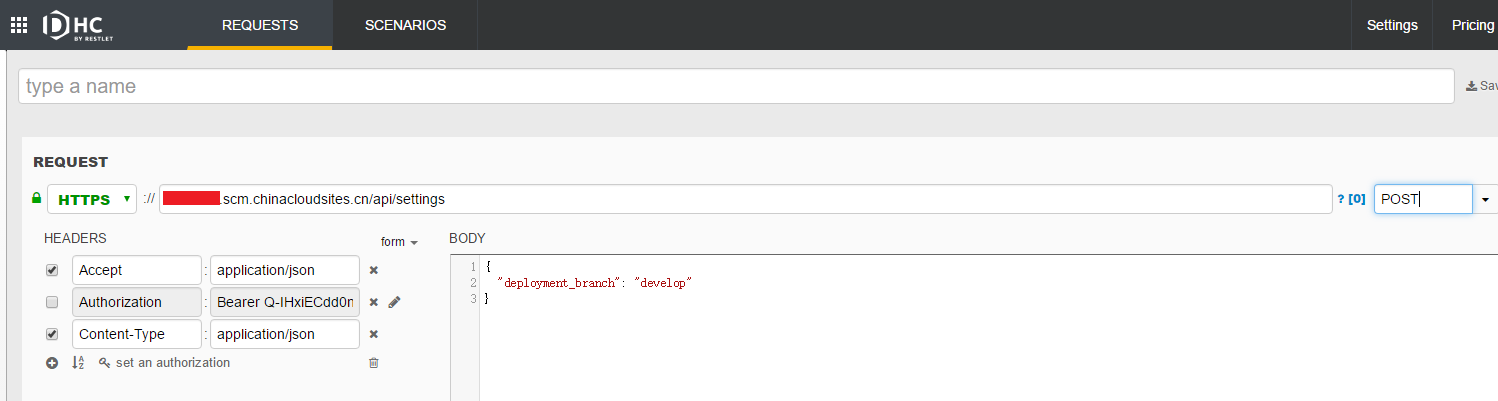 DHC BY RESTLET REQUESTS SCENARIOS Settings Pricing
type a name Sav
REQUEST
HTTPS :// .scm.chinacloudsites.cn/api/settings ? [0] POST
HEADERS form BODY
Accept : application/json
Authorization : Bearer Q-IHxiECdd0n
Content-Type : application/json
set an authorization
1 {
2 "deployment_branch": "develop"
3 }